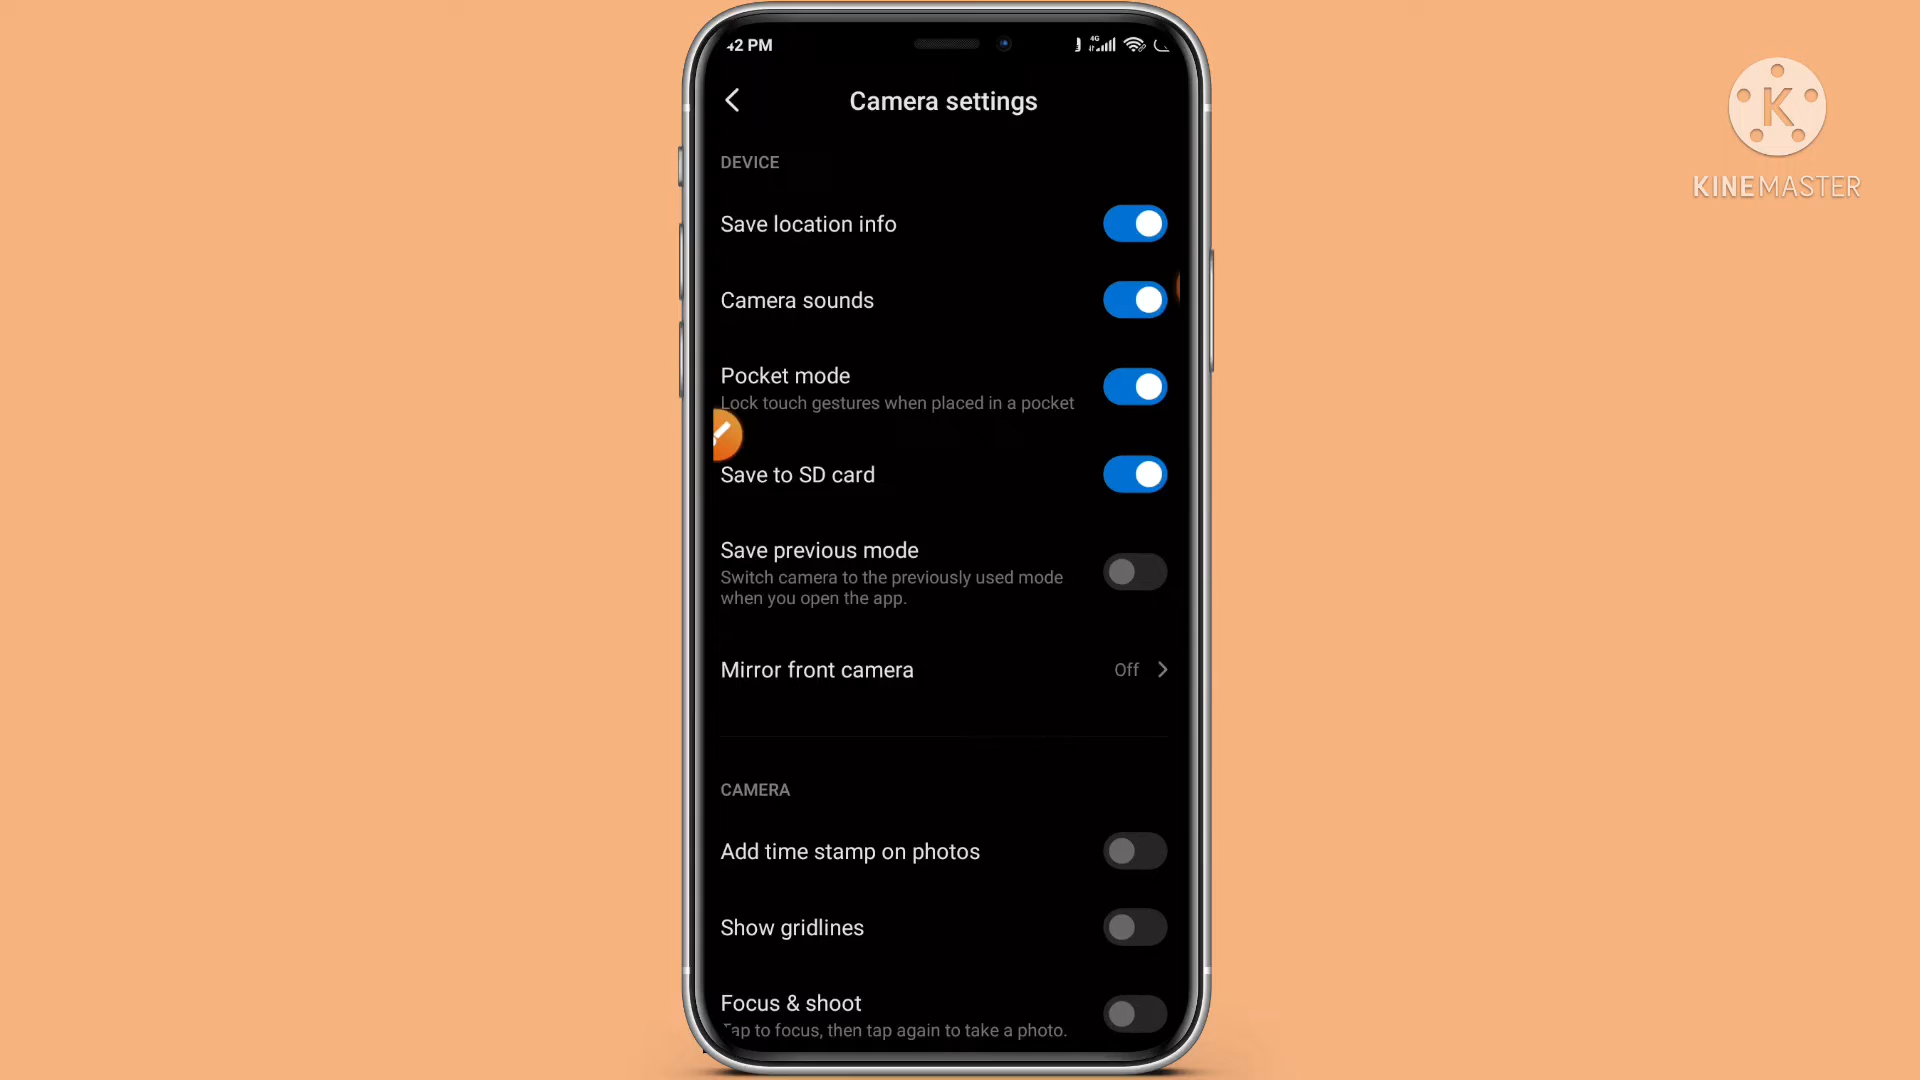 2 PM
4G
Camera settings
K
KINEMASTER
DEVICE
Save location info
Camera sounds
Pocket mode
Lock touch gestures when placed in a pocket
Save to SD card
Save previous mode
Switch camera to the previously used mode
when you open the app.
Mirror front camera
Off
CAMERA
Add time stamp on photos
Show gridlines
Focus & shoot
Tap to focus, then tap again to take a photo.